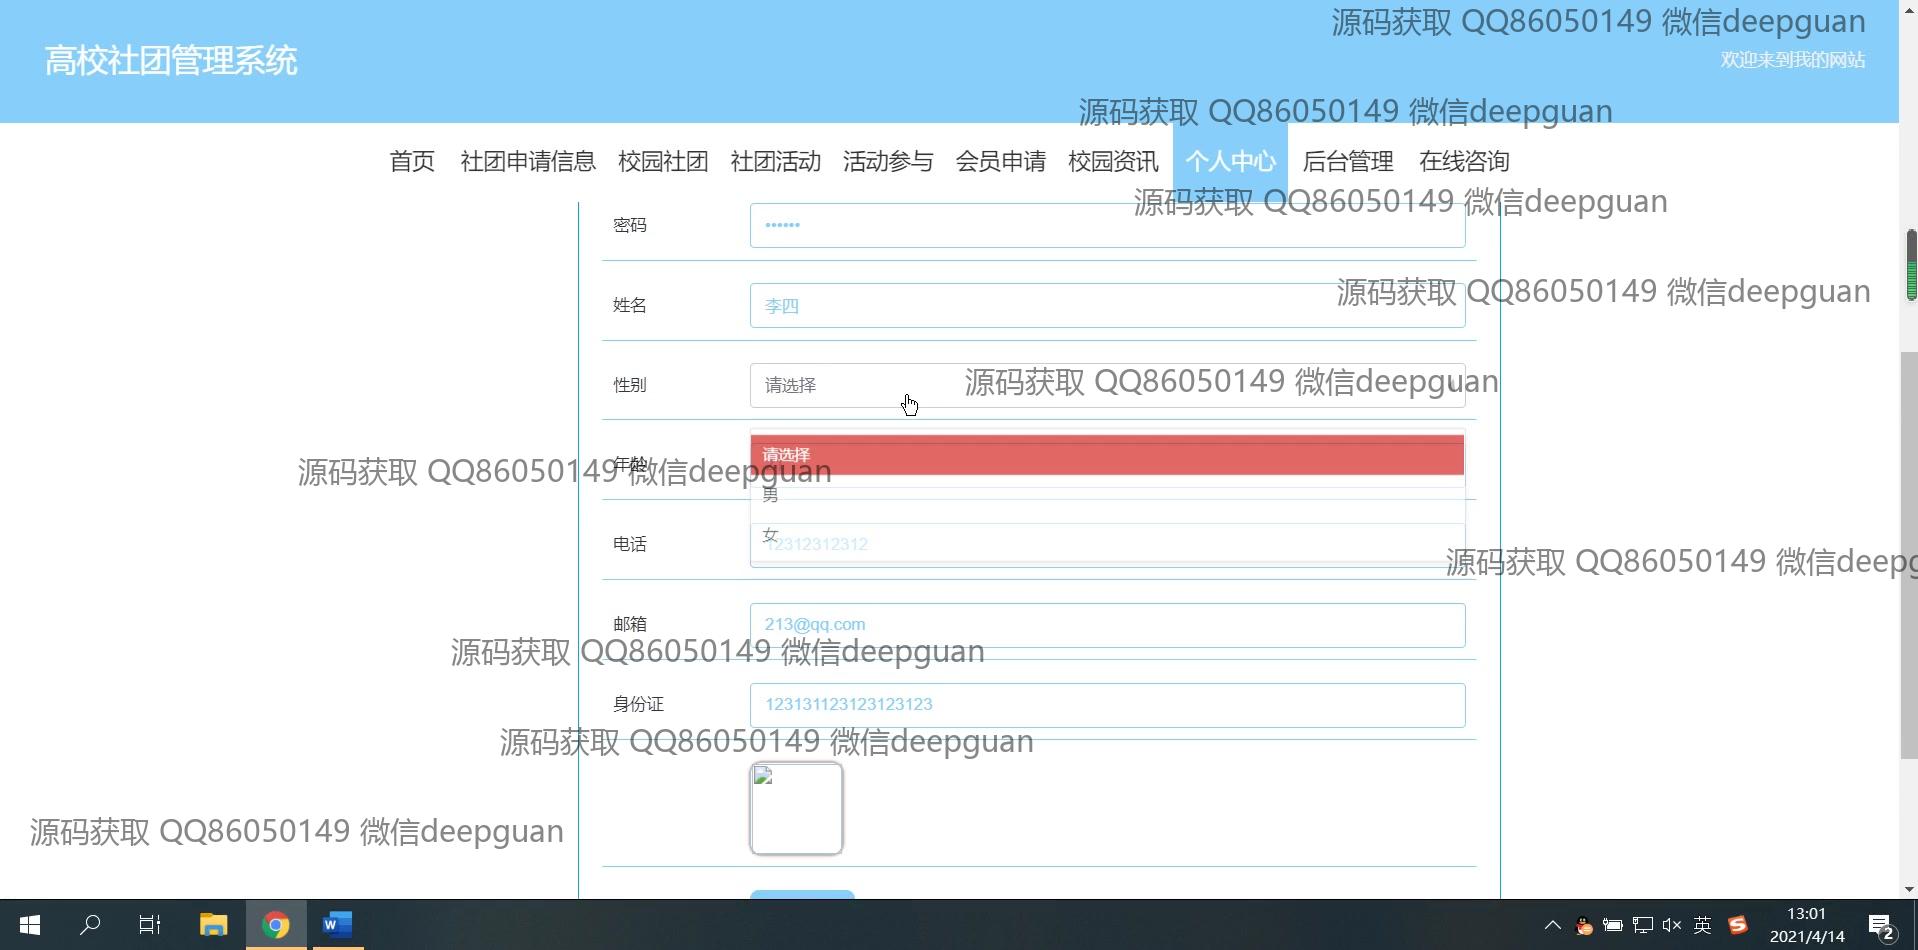 源码获取 QQ86050149 微信deepguan
高校社团管理系统
欢迎来到我的网站
源码获取 QQ86050149 微信deepguan
首页 社团申请信息 校园社团 社团活动 活动参与 会员申请 校园资讯 个人中心 后台管理 在线咨询
源码获取 QQ86050149 微信deepguan
密码 ••••••
源码获取 QQ86050149 微信deepguan
姓名 李四
性别 请选择
源码获取 QQ86050149 微信deepguan
请选择
年龄
源码获取 QQ86050149 微信deepguan
男
女
电话 12312312312
源码获取 QQ86050149 微信deepg
邮箱 213@qq.com
源码获取 QQ86050149 微信deepguan
身份证 123131123123123123
源码获取 QQ86050149 微信deepguan
源码获取 QQ86050149 微信deepguan
英
13:01
2021/4/14
2